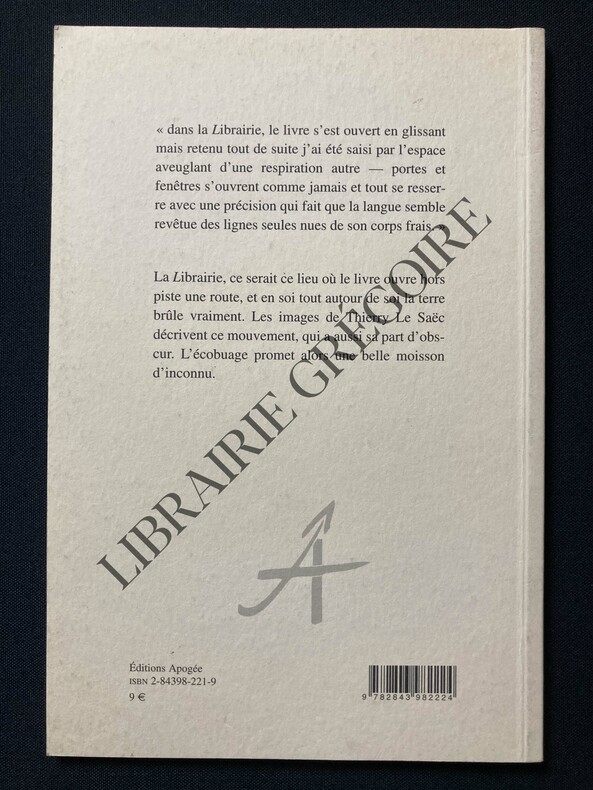 « dans la Librairie, le livre s'est ouvert en glissant
mais retenu tout de suite j'ai été saisi par l'espace
aveuglant d'une respiration autre — portes et
fenêtres s'ouvrent comme jamais et tout se resser-
re avec une précision qui fait que la langue semble
revêtue des lignes seules nues de son corps frais. »
La Librairie, ce serait ce lieu où le livre ouvre hors
piste une route, et en soi tout autour de soi la terre
brûle vraiment. Les images de Thierry Le Saëc
décrivent ce mouvement, qui a aussi sa part d'obs-
cur. L'écobuage promet alors une belle moisson
d'inconnu.
LIBRAIRIE GRÉGOIRE
A
Éditions Apogée
ISBN 2-84398-221-9
9 €
9 782843 982224